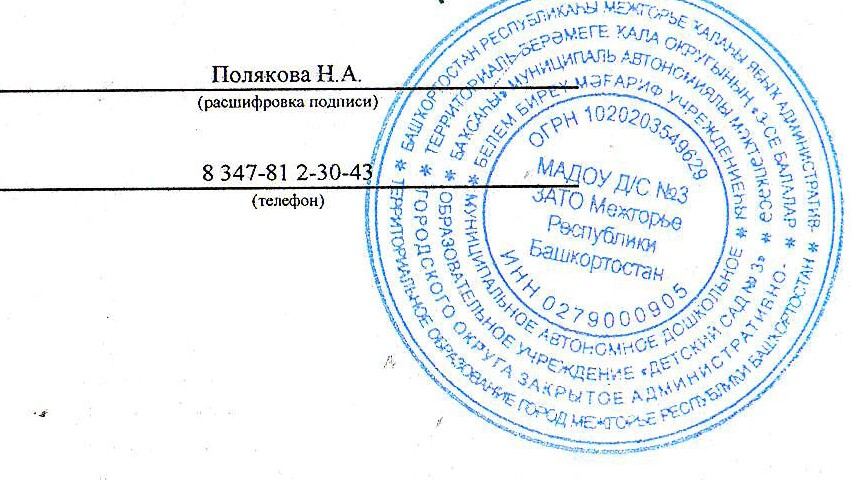 Полякова Н.А.
(расшифровка подписи)
8 347-81 2-30-43
(телефон)
БАШҠОРТОСТАН РЕСПУБЛИКАҺЫ МЕЖГОРЬЕ ҠАЛАҺЫ ЯБЫҠ АДМИНИСТРАТИВ-
ТЕРРИТОРИАЛЬ-БЕРӘМЕГЕ ҠАЛА ОКРУГЫНЫҢ «3-СЕ БАЛАЛАР
БАҠСАҺЫ» МУНИЦИПАЛЬ АВТОНОМИЯЛЫ МӘКТӘПКӘСӘ
БЕЛЕМ БИРЕҮ МӘҒАРИФ УЧРЕЖДЕНИЕҺЫ
* МУНИЦИПАЛЬНОЕ АВТОНОМНОЕ ДОШКОЛЬНОЕ *
* ОБРАЗОВАТЕЛЬНОЕ УЧРЕЖДЕНИЕ «ДЕТСКИЙ САД № 3» *
* ГОРОДСКОГО ОКРУГА ЗАКРЫТОЕ АДМИНИСТРАТИВНО- *
* ТЕРРИТОРИАЛЬНОЕ ОБРАЗОВАНИЕ ГОРОД МЕЖГОРЬЕ РЕСПУБЛИКИ БАШКОРТОСТАН *
ОГРН 1020203549629
МАДОУ Д/С №3
ЗАТО Межгорье
Республики
Башкортостан
ИНН 0279000905